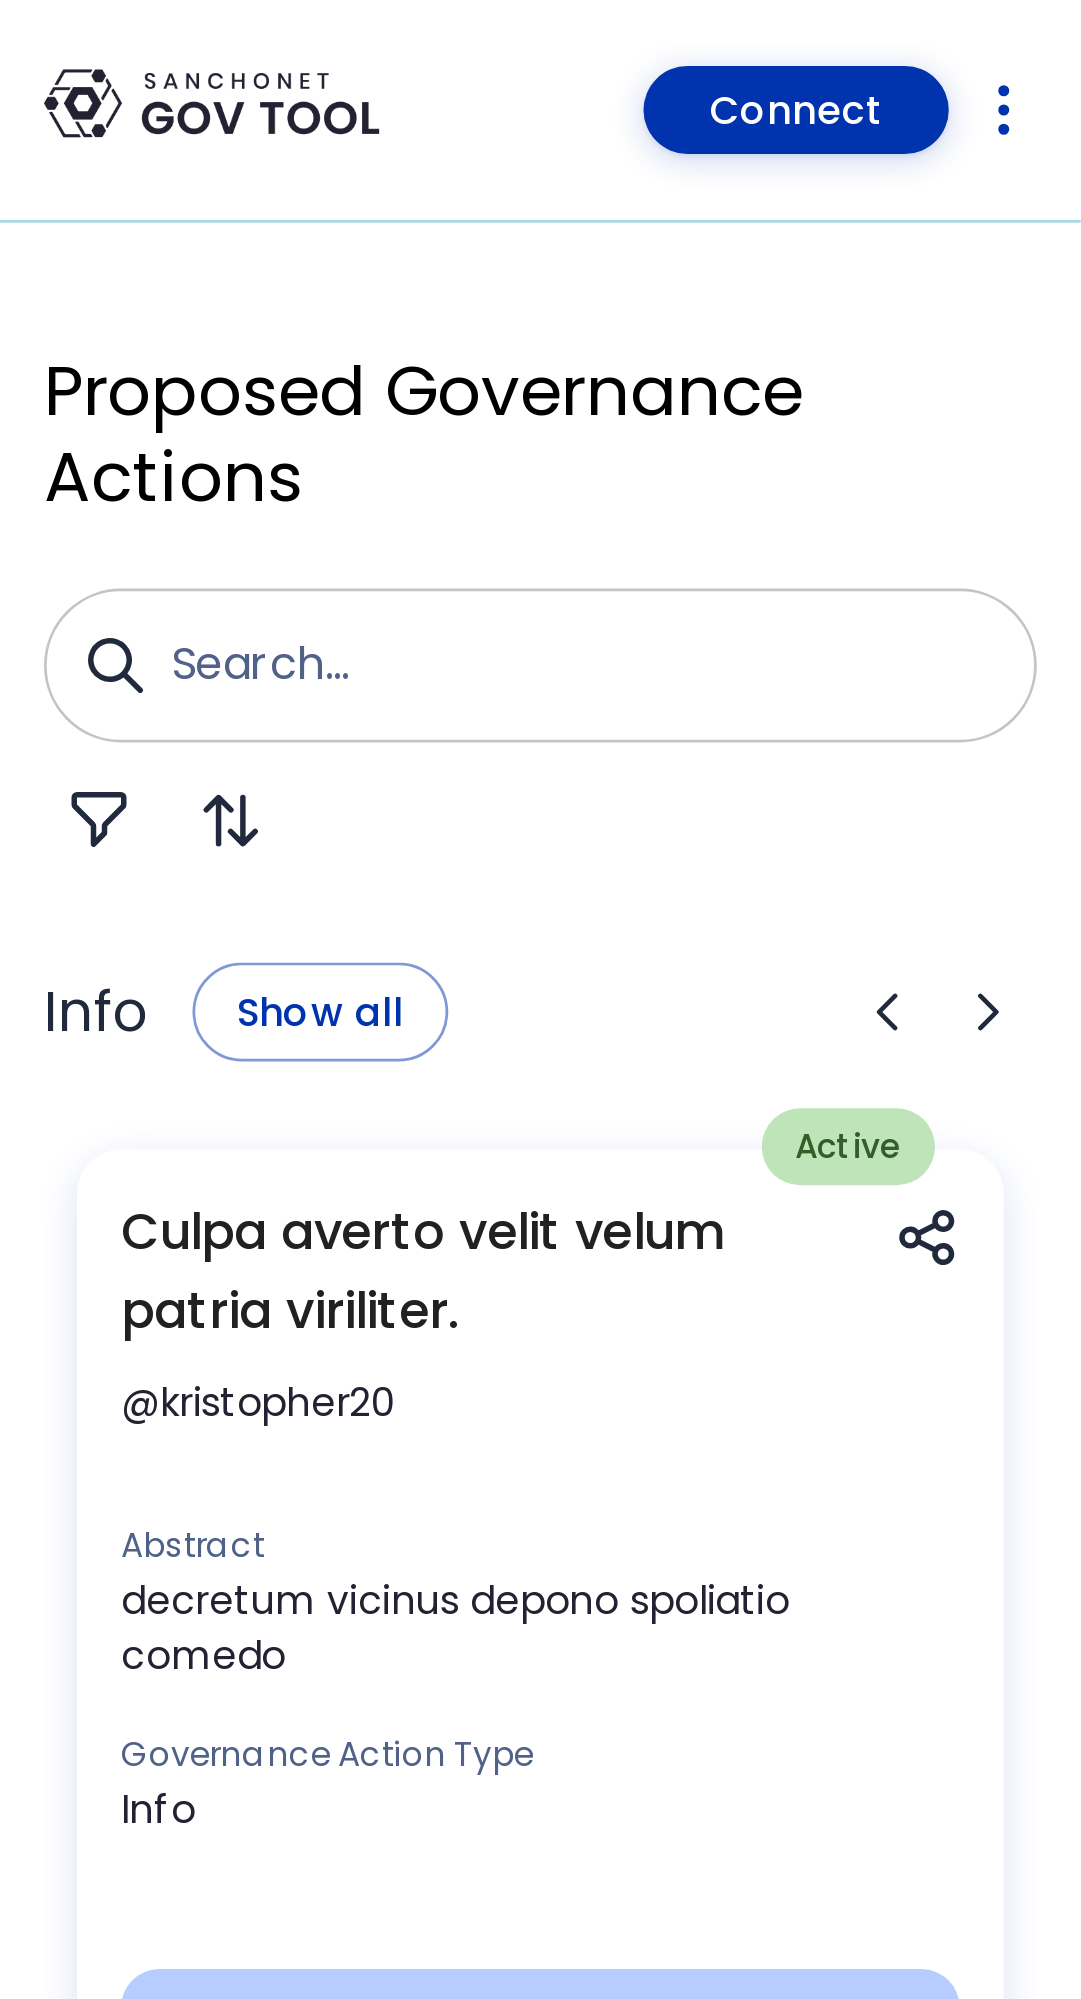 SANCHONET
GOV TOOL
Connect
Proposed Governance
Actions
Search...
Info
Show all
Active
Culpa averto velit velum
patria viriliter.
@kristopher20
Abstract
decretum vicinus depono spoliatio
comedo
Governance Action Type
Info